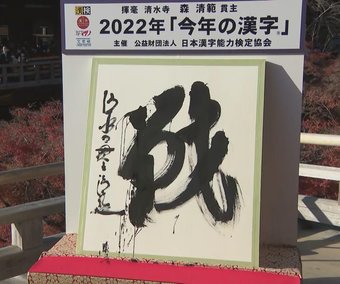 漢検
揮毫 清水寺 森 清範 貫主
2022年「今年の漢字」
主催 公益財団法人 日本漢字能力検定協会
戦